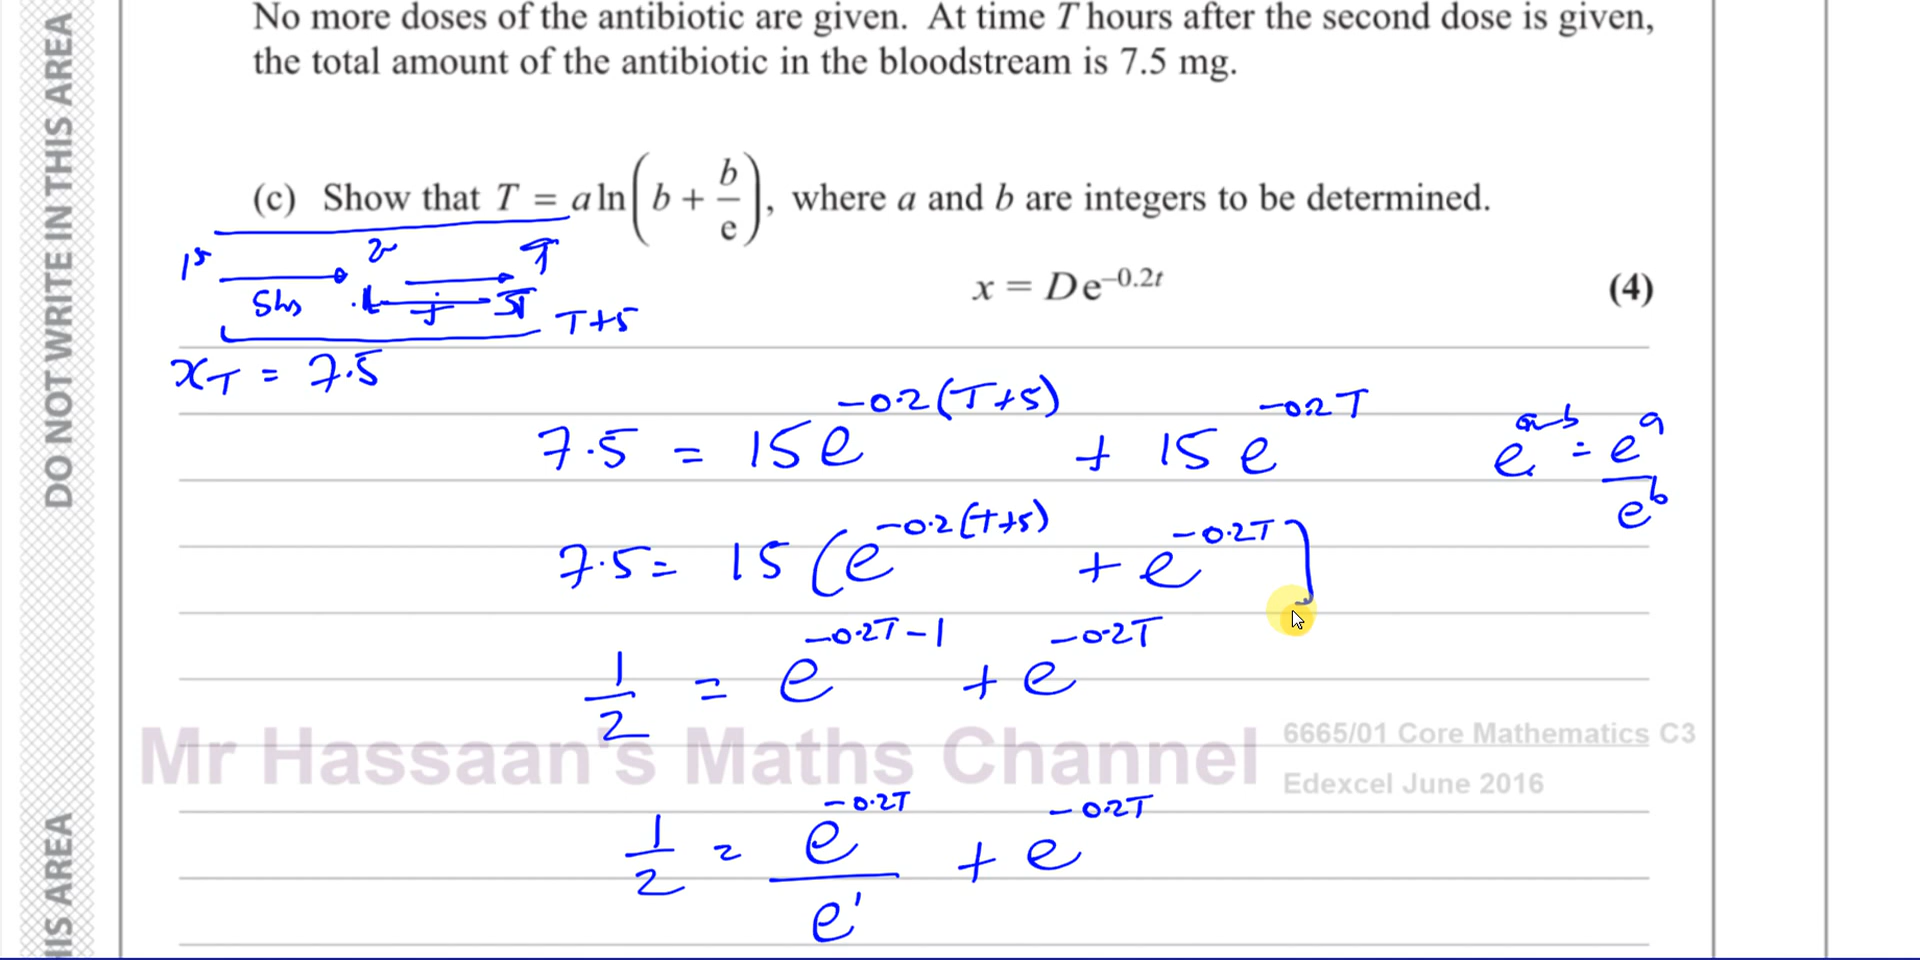 DO NOT WRITE IN THIS AREA
No more doses of the antibiotic are given. At time T hours after the second dose is given,
the total amount of the antibiotic in the bloodstream is 7.5 mg.
(c) Show that T = a ln(b + b/e), where a and b are integers to be determined.
1st 2 T
5hs T T+5
x = De^{-0.2t}
(4)
x_T = 7.5
7.5 = 15e^{-0.2(T+5)} + 15e^{-0.2T}
e^{a-b} = e^a/e^b
7.5 = 15(e^{-0.2(T+5)} + e^{-0.2T}]
1/2 = e^{-0.2T-1} + e^{-0.2T}
Mr Hassaan's Maths Channel
6665/01 Core Mathematics C3
Edexcel June 2016
1/2 = e^{-0.2T}/e^1 + e^{-0.2T}
HIS AREA